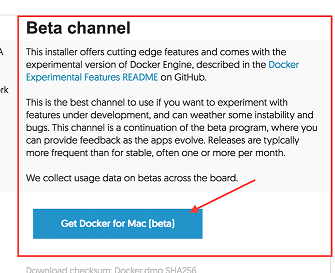 Beta channel
A
This installer offers cutting edge features and comes with the
experimental version of Docker Engine, described in the Docker
Experimental Features README on GitHub.
rk
This is the best channel to use if you want to experiment with
features under development, and can weather some instability and
bugs. This channel is a continuation of the beta program, where you
can provide feedback as the apps evolve. Releases are typically
more frequent than for stable, often one or more per month.
We collect usage data on betas across the board.
Get Docker for Mac [beta]
Download checksum: Docker.dmg SHA256